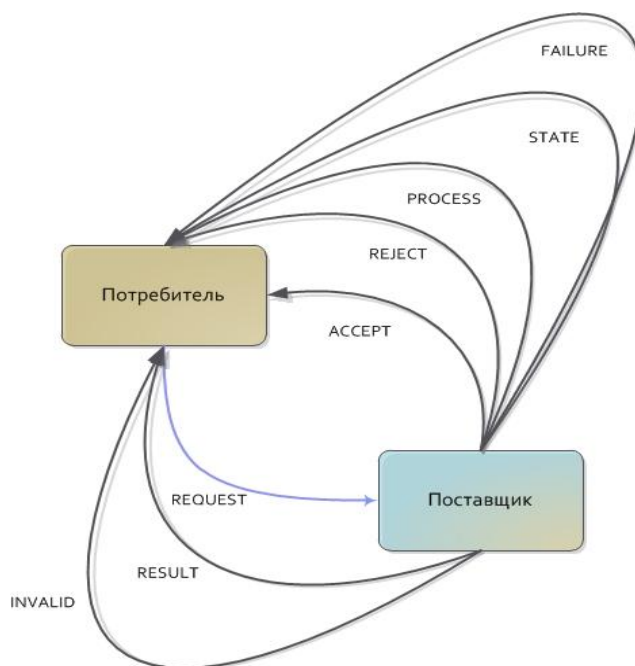 FAILURE
STATE
PROCESS
REJECT
Потребитель
ACCEPT
REQUEST
Поставщик
RESULT
INVALID